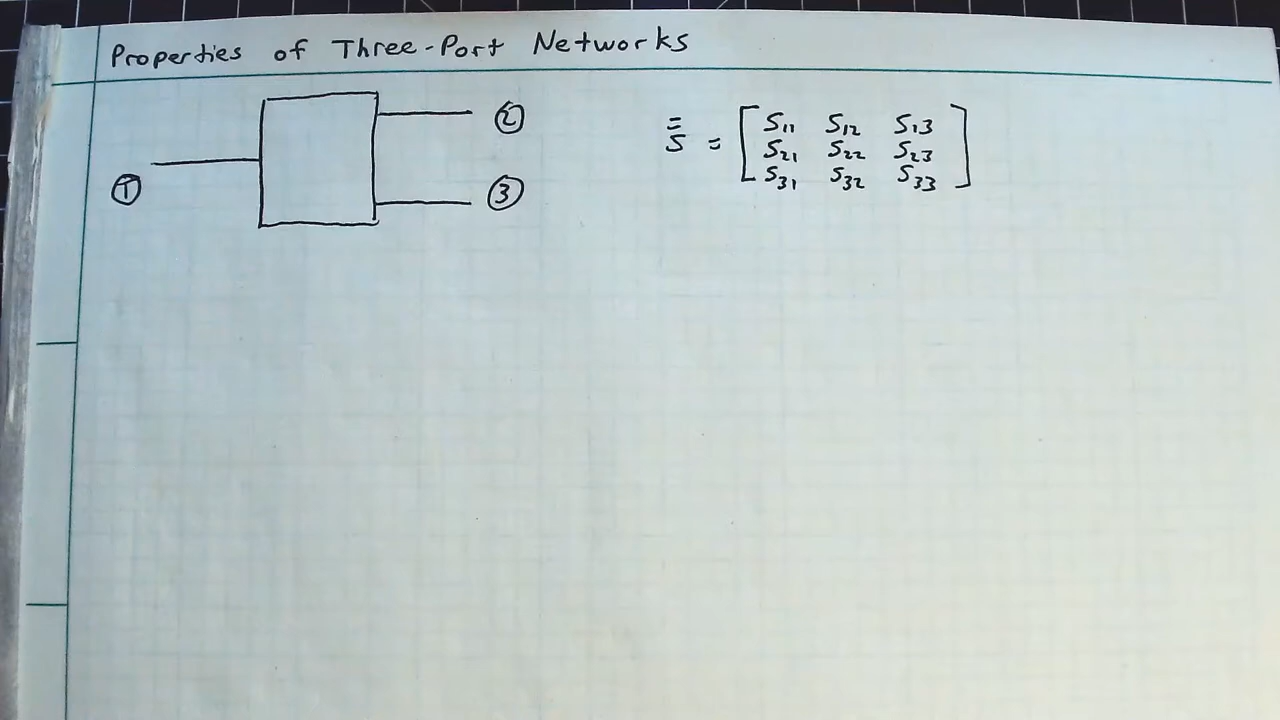 Properties of Three-Port Networks
①
②
③
S̿ = [ S11 S12 S13
S21 S22 S23
S31 S32 S33 ]